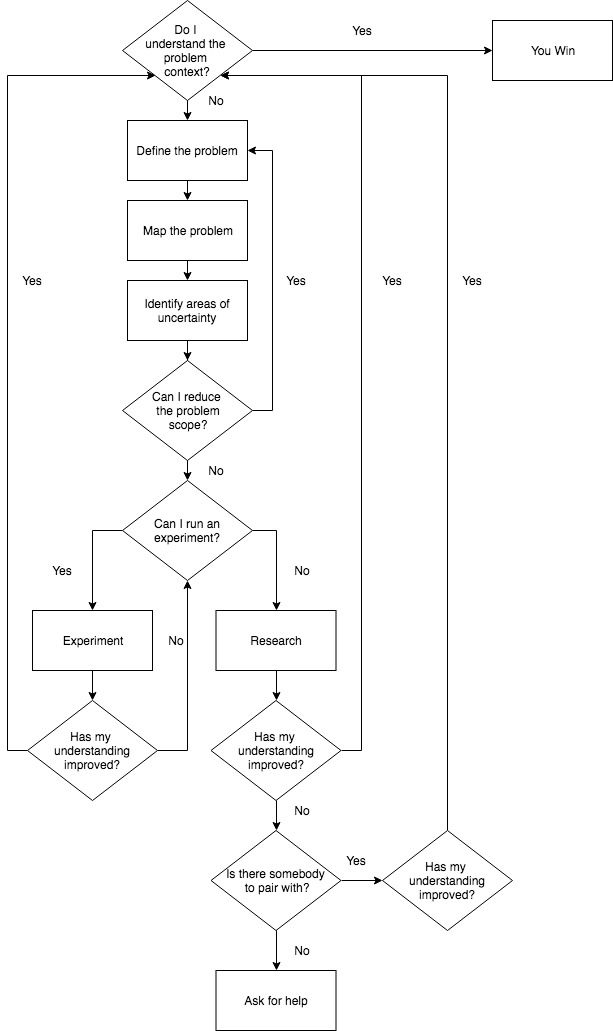 Do I
understand the
problem
context?
Yes
You Win
No
Define the problem
Map the problem
Yes
Yes
Yes
Yes
Identify areas of
uncertainty
Can I reduce
the problem
scope?
No
Can I run an
experiment?
Yes
No
Experiment
No
Research
Has my
understanding
improved?
Has my
understanding
improved?
No
Is there somebody
to pair with?
Yes
Has my
understanding
improved?
No
Ask for help